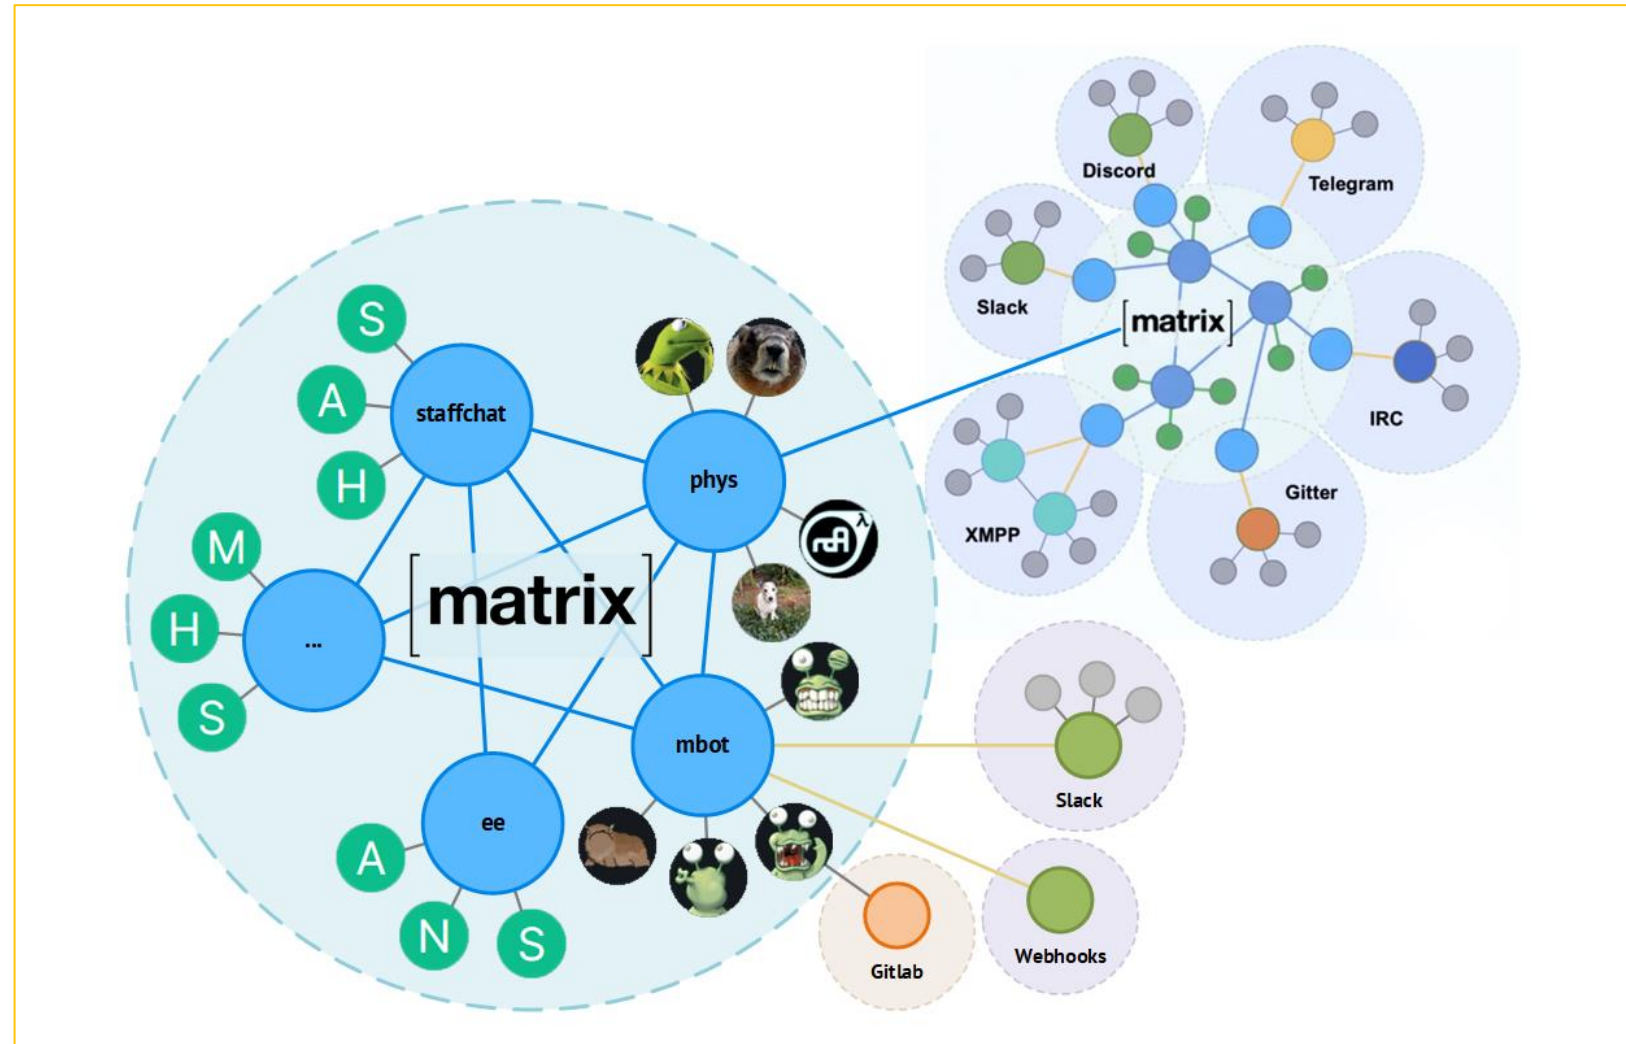 Discord
Telegram
Slack
[matrix]
IRC
Gitter
XMPP
S
A
H
staffchat
phys
M
H
S
...
[matrix]
mbot
ee
A
N
S
Slack
Webhooks
Gitlab